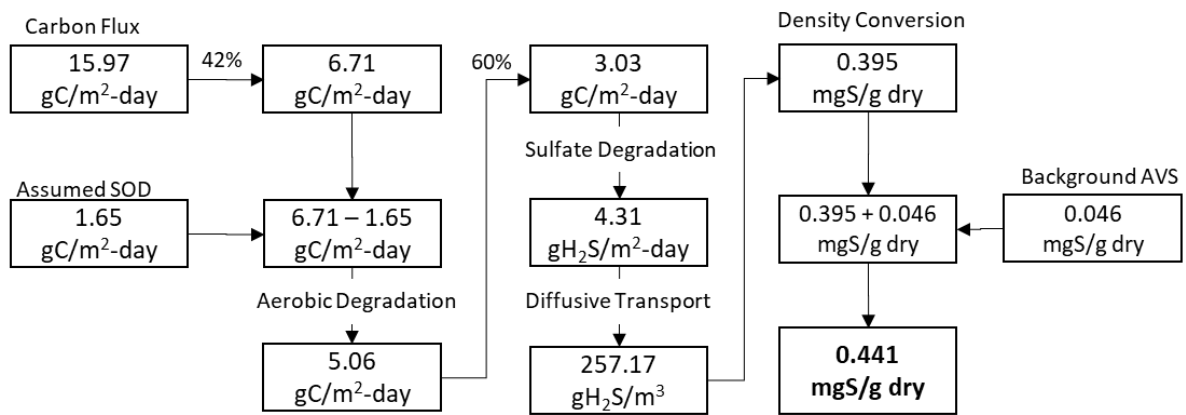 Carbon Flux
15.97
gC/m²-day
42%
6.71
gC/m²-day
Assumed SOD
1.65
gC/m²-day
6.71 – 1.65
gC/m²-day
Aerobic Degradation
5.06
gC/m²-day
60%
3.03
gC/m²-day
Sulfate Degradation
4.31
gH₂S/m²-day
Diffusive Transport
257.17
gH₂S/m³
Density Conversion
0.395
mgS/g dry
0.395 + 0.046
mgS/g dry
Background AVS
0.046
mgS/g dry
0.441
mgS/g dry